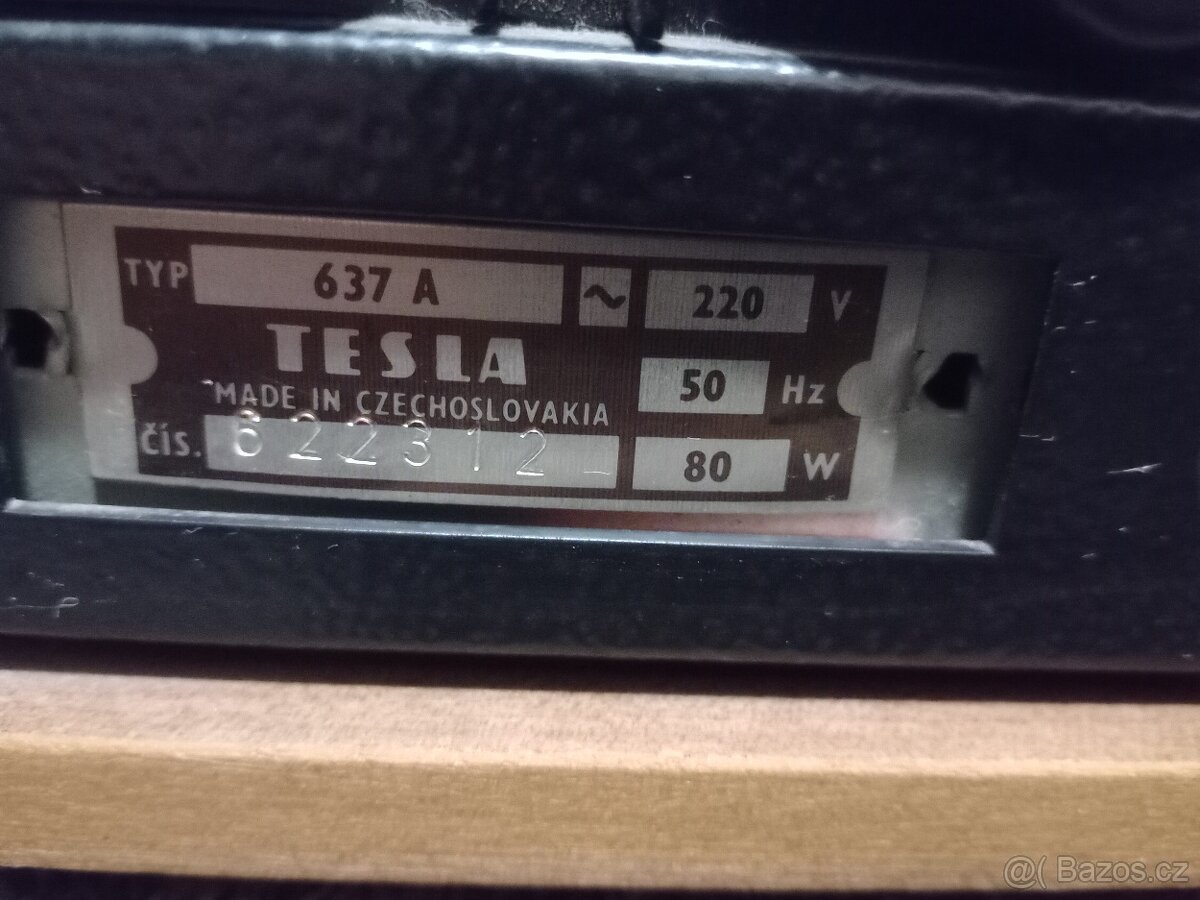 TYP 637 A ~ 220 V
TESLA
50 Hz
MADE IN CZECHOSLOVAKIA
čís. 622312 80 W
@( Bazos.cz